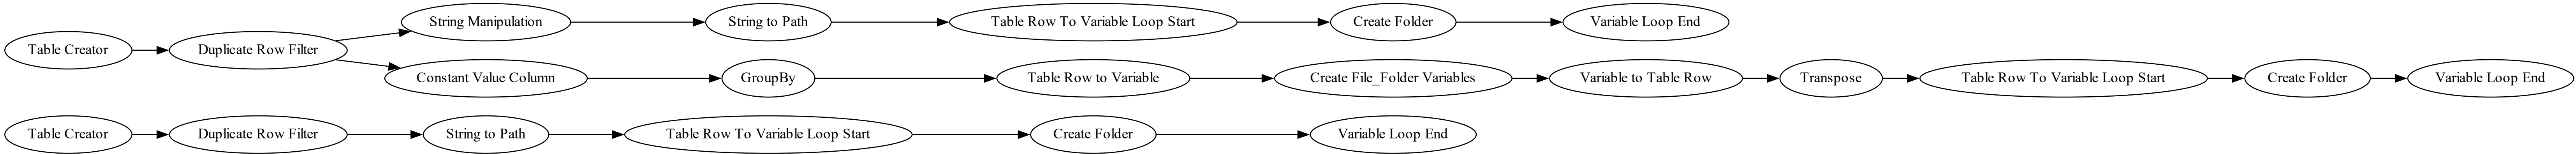 String Manipulation
String to Path
Table Row To Variable Loop Start
Create Folder
Variable Loop End
Table Creator
Duplicate Row Filter
Constant Value Column
GroupBy
Table Row to Variable
Create File_Folder Variables
Variable to Table Row
Transpose
Table Row To Variable Loop Start
Create Folder
Variable Loop End
Table Creator
Duplicate Row Filter
String to Path
Table Row To Variable Loop Start
Create Folder
Variable Loop End